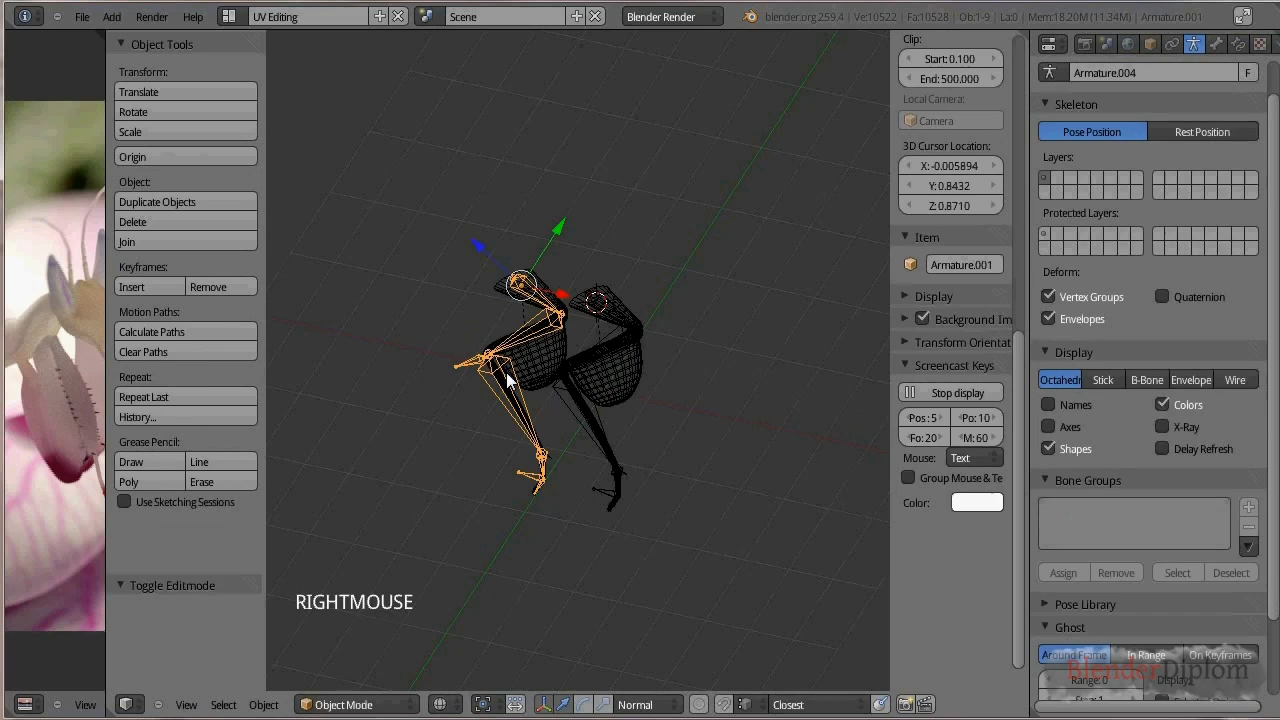 File Add Render Help UV Editing Scene Blender Render blender.org 259.4 | Ve:10522 | Fa:10528 | Ob:1-9 | La:0 | Mem:18.20M (11.34M) | Armature.001
Object Tools
Transform:
Translate
Rotate
Scale
Origin
Object:
Duplicate Objects
Delete
Join
Keyframes:
Insert Remove
Motion Paths:
Calculate Paths
Clear Paths
Repeat:
Repeat Last
History...
Grease Pencil:
Draw Line
Poly Erase
Use Sketching Sessions
Toggle Editmode
RIGHTMOUSE
Clip:
Start: 0.100
End: 500.000
Local Camera:
Camera
3D Cursor Location:
X: -0.005894
Y: 0.8432
Z: 0.8710
Item
Armature.001
Display
Background Im
Transform Orientat
Screencast Keys
Stop display
Pos: 5 Po: 10
Fo: 20 M: 60
Mouse: Text
Group Mouse & Te
Color:
Armature.004 F
Skeleton
Pose Position Rest Position
Layers:
Protected Layers:
Deform:
Vertex Groups Quaternion
Envelopes
Display
Octahedr Stick B-Bone Envelope Wire
Names Colors
Axes X-Ray
Shapes Delay Refresh
Bone Groups
Assign Remove Select Deselect
Pose Library
Ghost
Around Frame In Range On Keyframes
BlenderDiplom
Range: 0 Display:
View View Select Object Object Mode Normal Closest